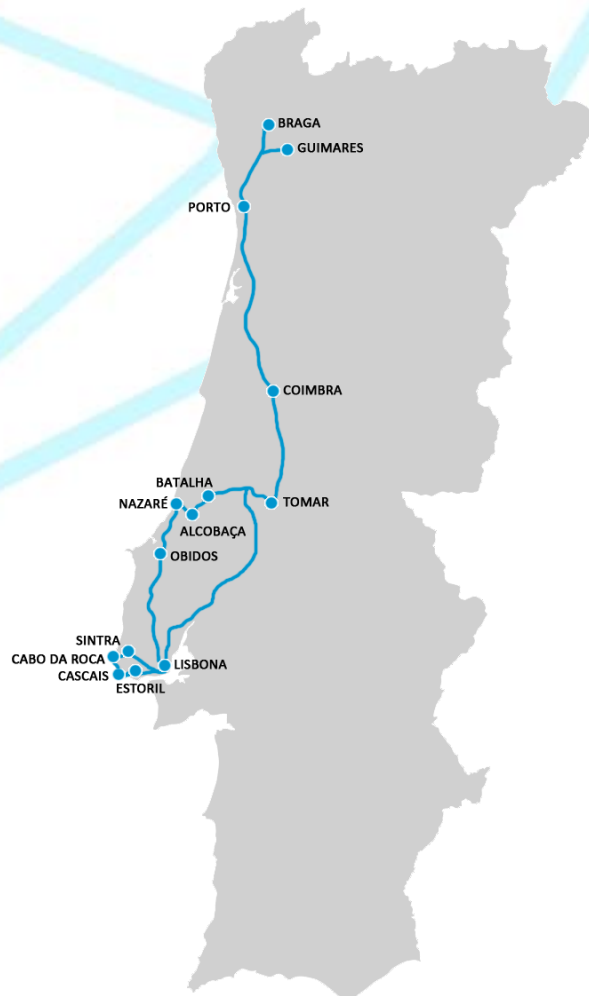 BRAGA
GUIMARES
PORTO
COIMBRA
BATALHA
NAZARÉ
TOMAR
ALCOBAÇA
OBIDOS
SINTRA
CABO DA ROCA
LISBONA
CASCAIS
ESTORIL